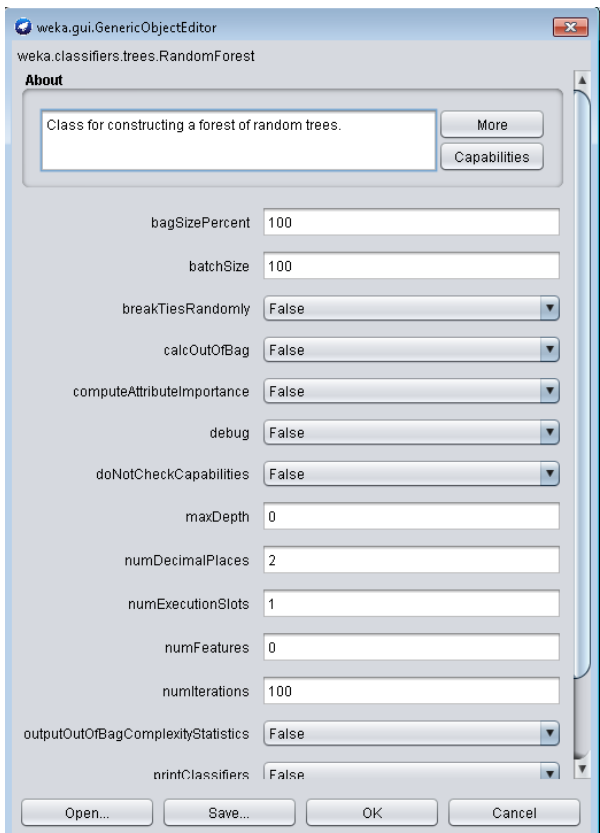 weka.gui.GenericObjectEditor
weka.classifiers.trees.RandomForest
About
Class for constructing a forest of random trees.
More
Capabilities
bagSizePercent 100
batchSize 100
breakTiesRandomly False
calcOutOfBag False
computeAttributeImportance False
debug False
doNotCheckCapabilities False
maxDepth 0
numDecimalPlaces 2
numExecutionSlots 1
numFeatures 0
numIterations 100
outputOutOfBagComplexityStatistics False
printClassifiers False
Open... Save... OK Cancel